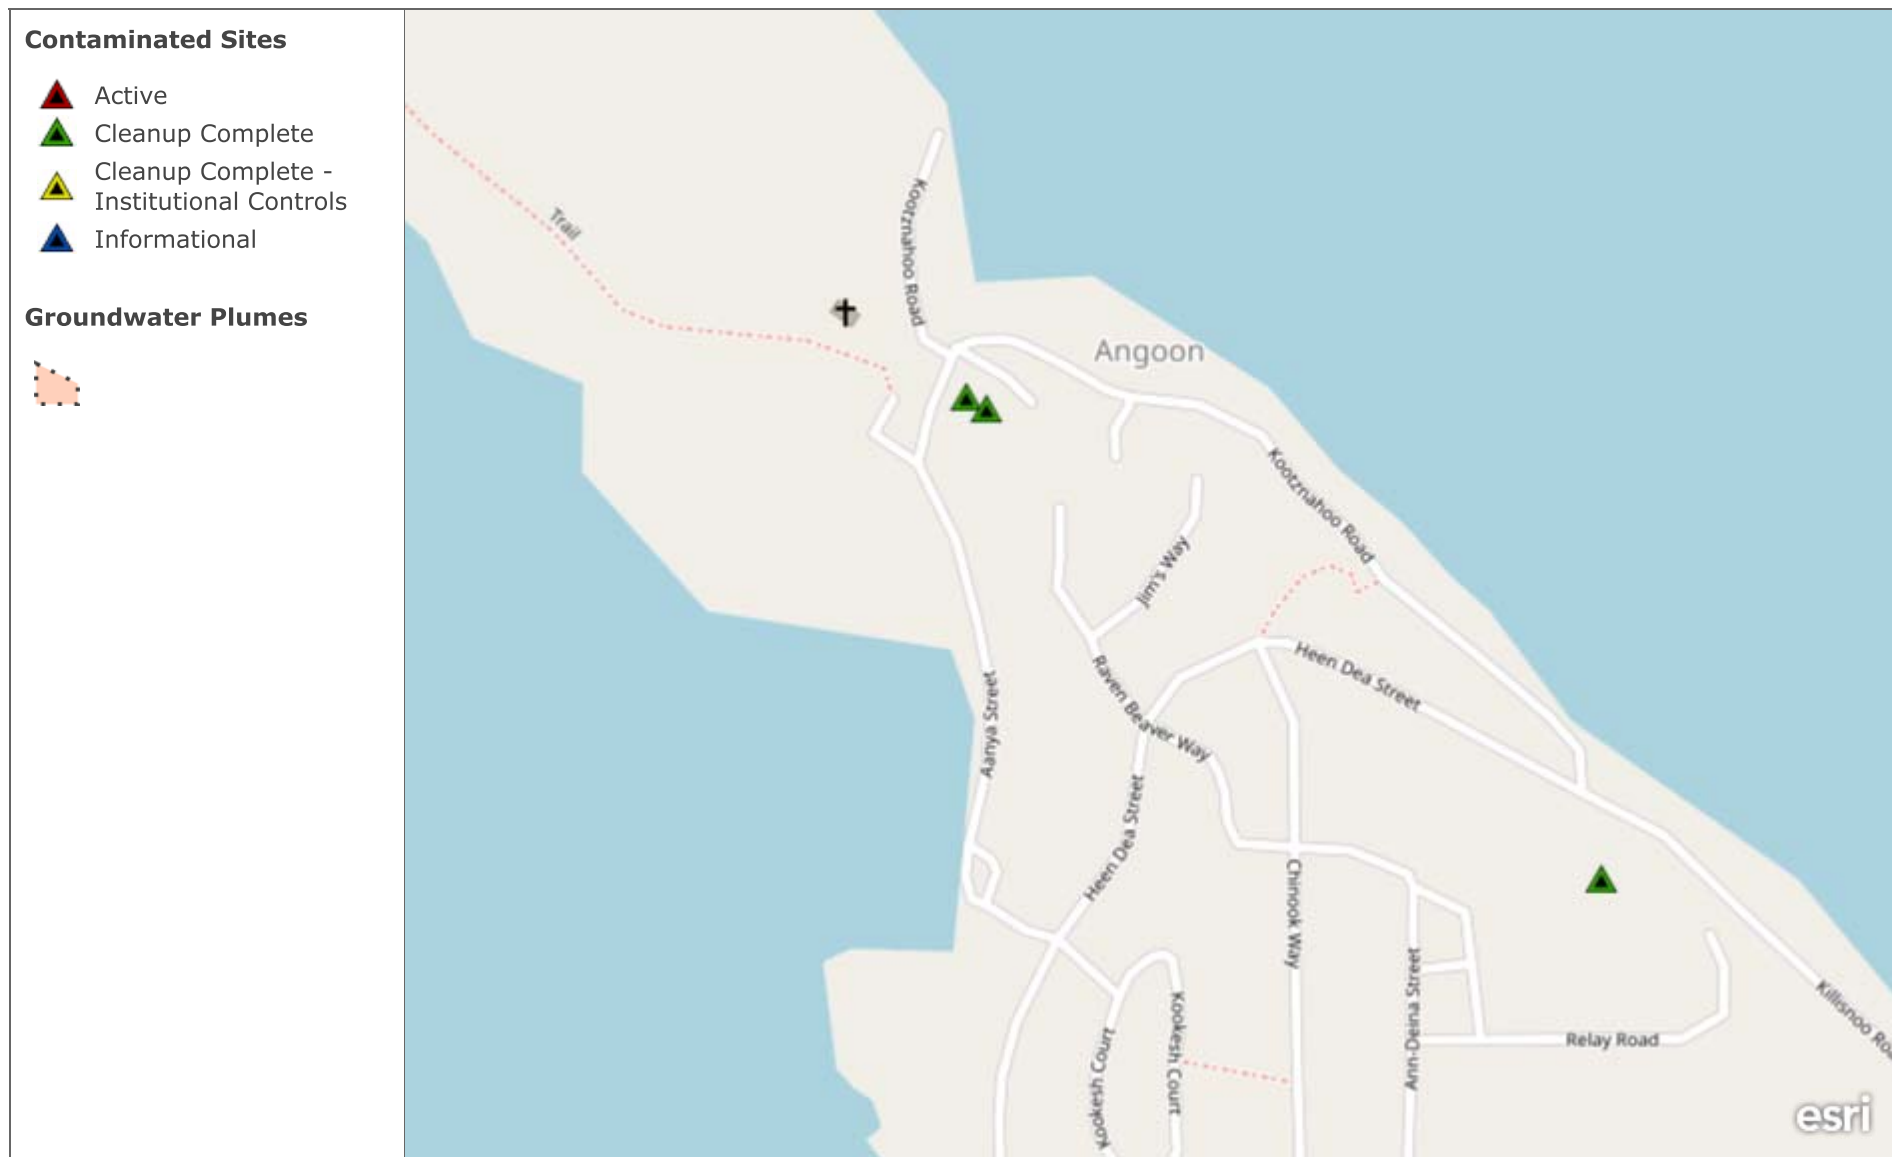 Contaminated Sites
Active
Cleanup Complete
Cleanup Complete -
Institutional Controls
Informational
Groundwater Plumes
Trail
Kootznahoo Road
Angoon
Kootznahoo Road
Jim's Way
Heen Dea Street
Raven Beaver Way
Aanya Street
Heen Dea Street
Chinook Way
Ann-Deina Street
Kookesh Court
Kookesh Court
Relay Road
Killisnoo Roa
esri